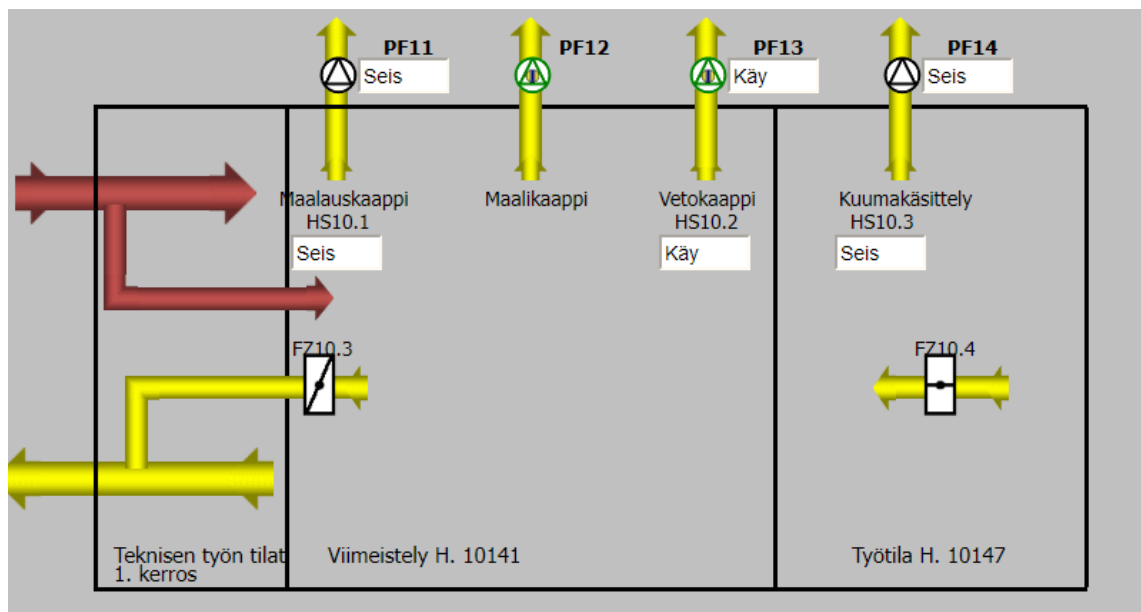 PF11
PF12
PF13
PF14
Seis
Käy
Seis
Maalauskaappi
HS10.1
Maalikaappi
Vetokaappi
HS10.2
Kuumakäsittely
HS10.3
Seis
Käy
Seis
FZ10.3
FZ10.4
Teknisen työn tilat
1. kerros
Viimeistely H. 10141
Työtila H. 10147